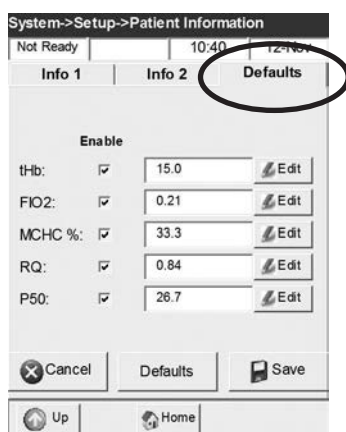 System->Setup->Patient Information
Not Ready 10:40 12-Nov
Info 1 Info 2 Defaults
Enable
tHb: 15.0 Edit
FIO2: 0.21 Edit
MCHC %: 33.3 Edit
RQ: 0.84 Edit
P50: 26.7 Edit
Cancel Defaults Save
Up Home